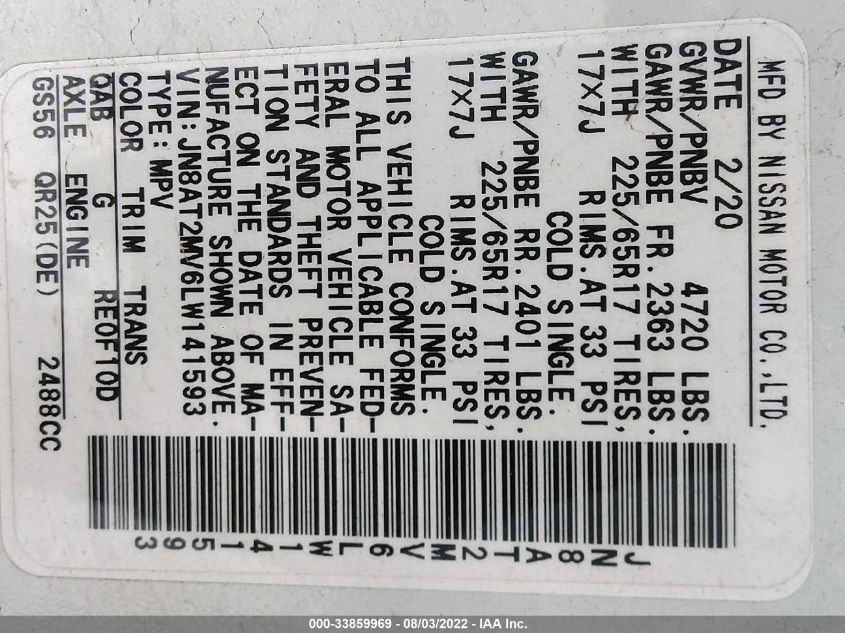 MFD BY NISSAN MOTOR CO.,LTD.
DATE 2/20
GVWR/PNBV 4720 LBS.
GAWR/PNBE FR. 2363 LBS.
WITH 225/65R17 TIRES,
17X7J RIMS.AT 33 PSI
COLD SINGLE.
GAWR/PNBE RR. 2401 LBS.
WITH 225/65R17 TIRES,
17X7J RIMS.AT 33 PSI
COLD SINGLE.
THIS VEHICLE CONFORMS
TO ALL APPLICABLE FED-
ERAL MOTOR VEHICLE SA-
FETY AND THEFT PREVEN-
TION STANDARDS IN EFF-
ECT ON THE DATE OF MA-
NUFACTURE SHOWN ABOVE.
VIN:JN8AT2MV6LW141593
TYPE:MPV
COLOR TRIM TRANS
QAB G RE0F10D
AXLE ENGINE
GS56 QR25(DE) 2488CC
JN8AT2MV6LW141593
000-33859969 - 08/03/2022 - IAA Inc.